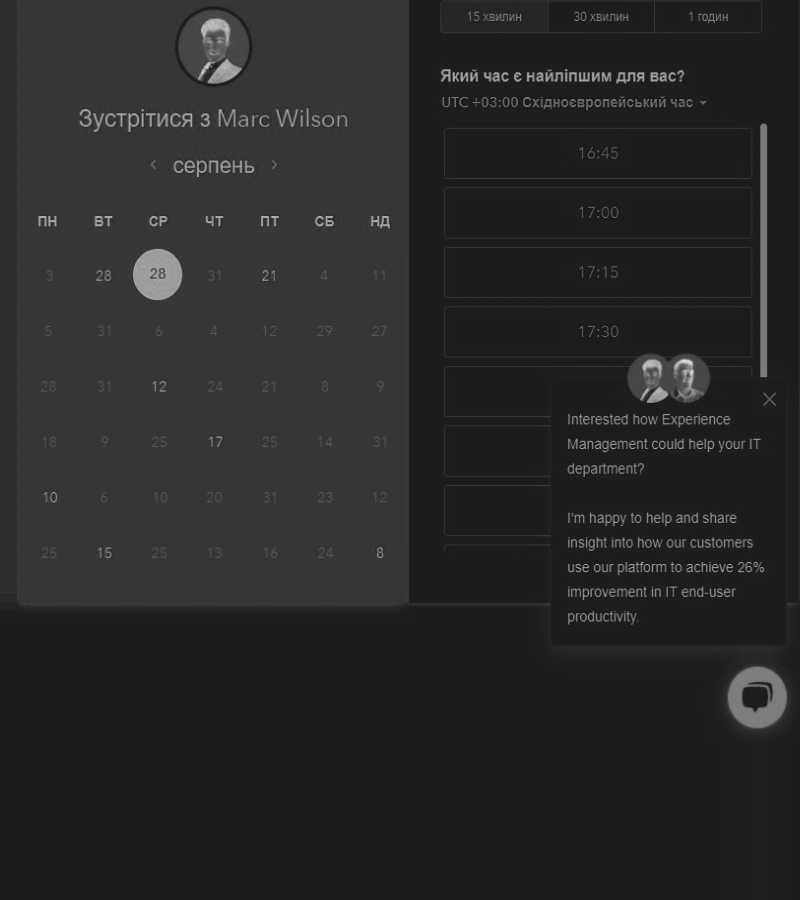 Зустрітися з Marc Wilson
серпень
ПН ВТ СР ЧТ ПТ СБ НД
3 28 28 31 21 4 11
5 31 6 4 12 29 27
28 31 12 24 21 8 9
18 9 25 17 25 14 31
10 6 10 20 31 23 12
25 15 25 13 16 24 8
15 хвилин 30 хвилин 1 годин
Який час є найліпшим для вас?
UTC +03:00 Східноєвропейський час
16:45
17:00
17:15
17:30
Interested how Experience
Management could help your IT
department?
I'm happy to help and share
insight into how our customers
use our platform to achieve 26%
improvement in IT end-user
productivity.